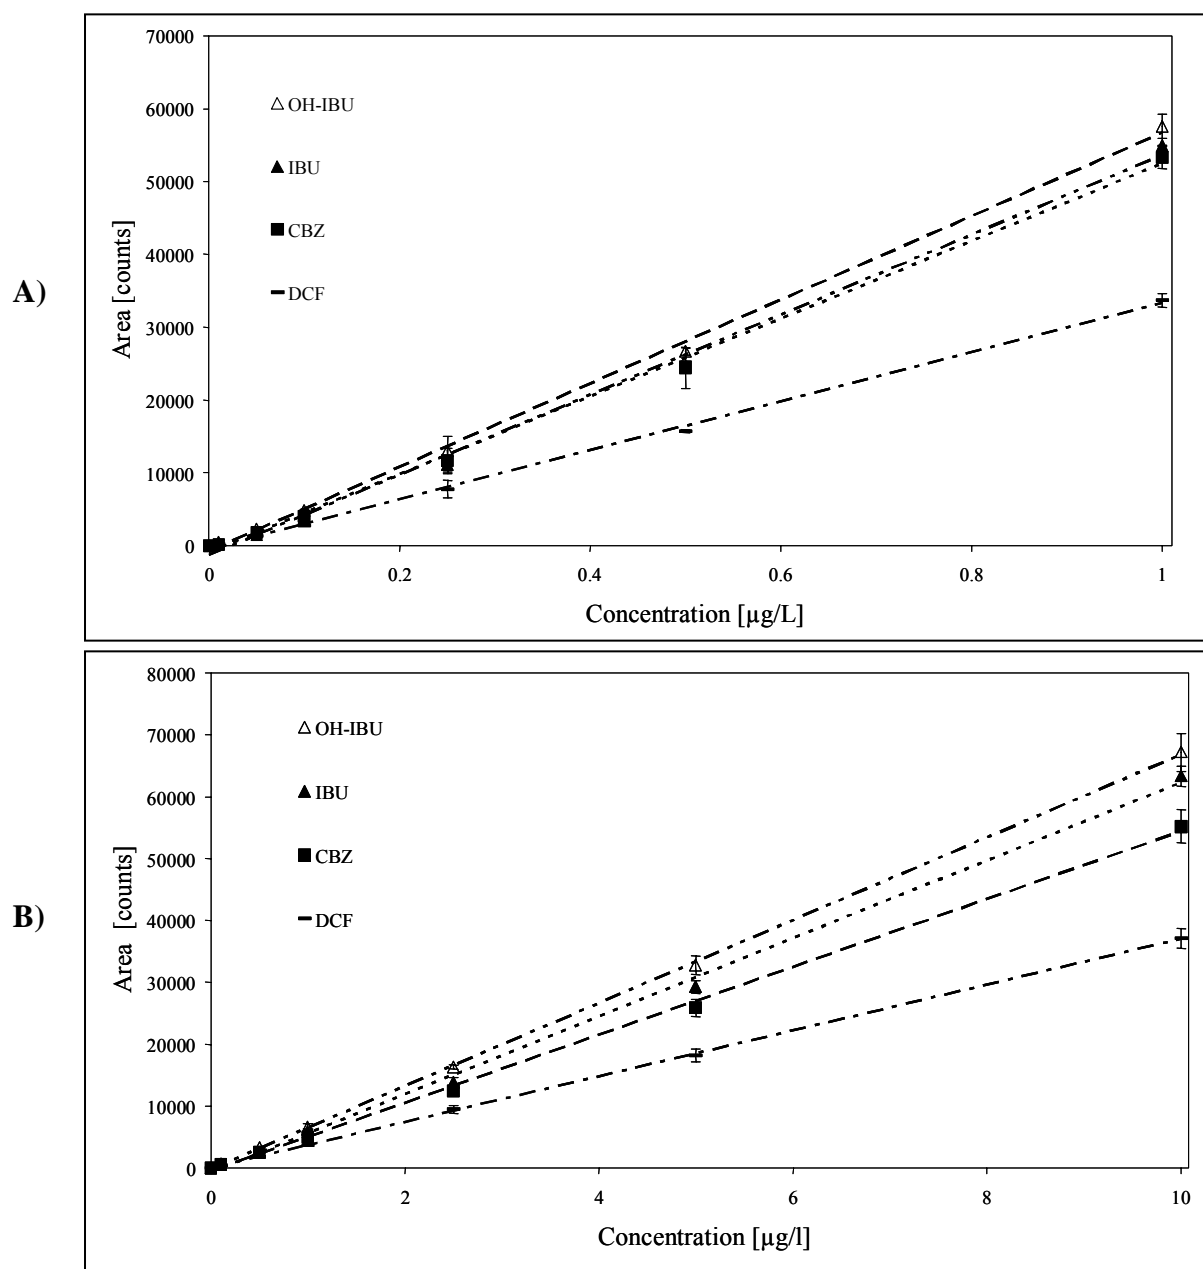 A)
Area [counts]
70000
60000
50000
40000
30000
20000
10000
0
OH-IBU
IBU
CBZ
DCF
0 0.2 0.4 0.6 0.8 1
Concentration [µg/L]
B)
Area [counts]
80000
70000
60000
50000
40000
30000
20000
10000
0
OH-IBU
IBU
CBZ
DCF
0 2 4 6 8 10
Concentration [µg/l]